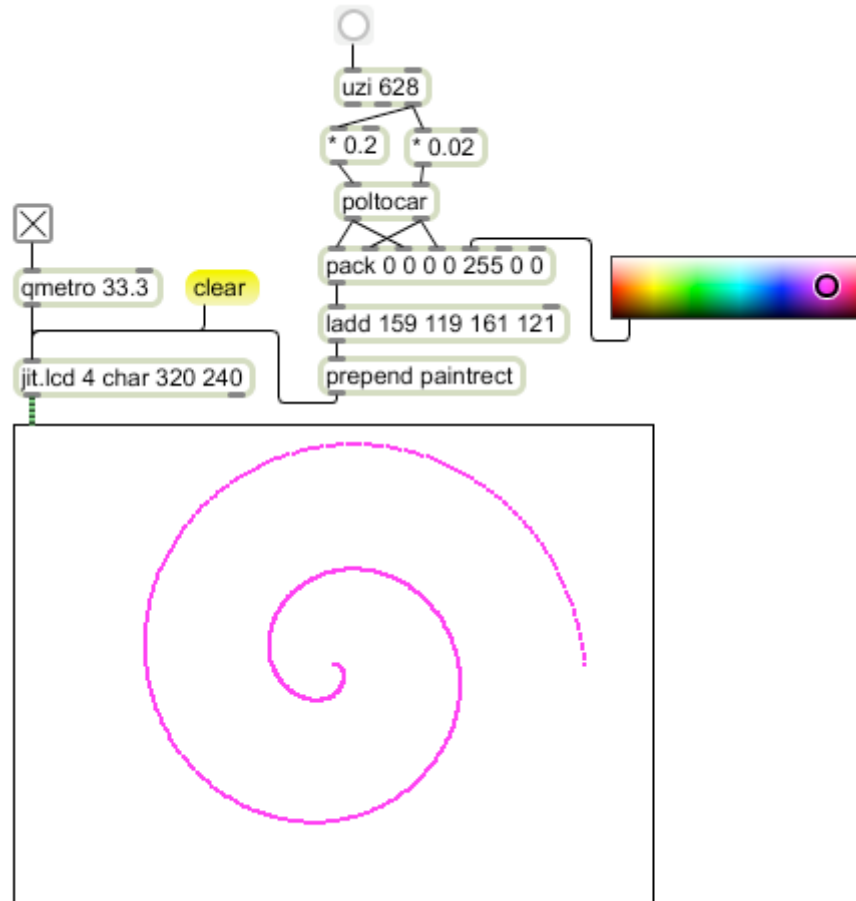 uzi 628
* 0.2
* 0.02
poltocar
qmetro 33.3
clear
pack 0 0 0 0 255 0 0
ladd 159 119 161 121
jit.lcd 4 char 320 240
prepend paintrect